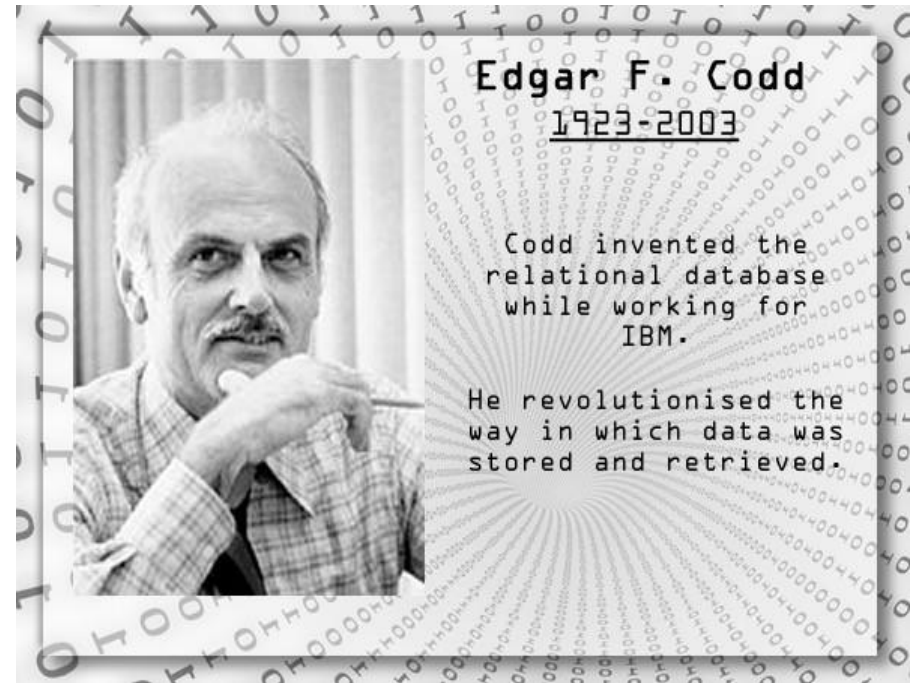 Edgar F. Codd
1923-2003
Codd invented the
relational database
while working for
IBM.
He revolutionised the
way in which data was
stored and retrieved.